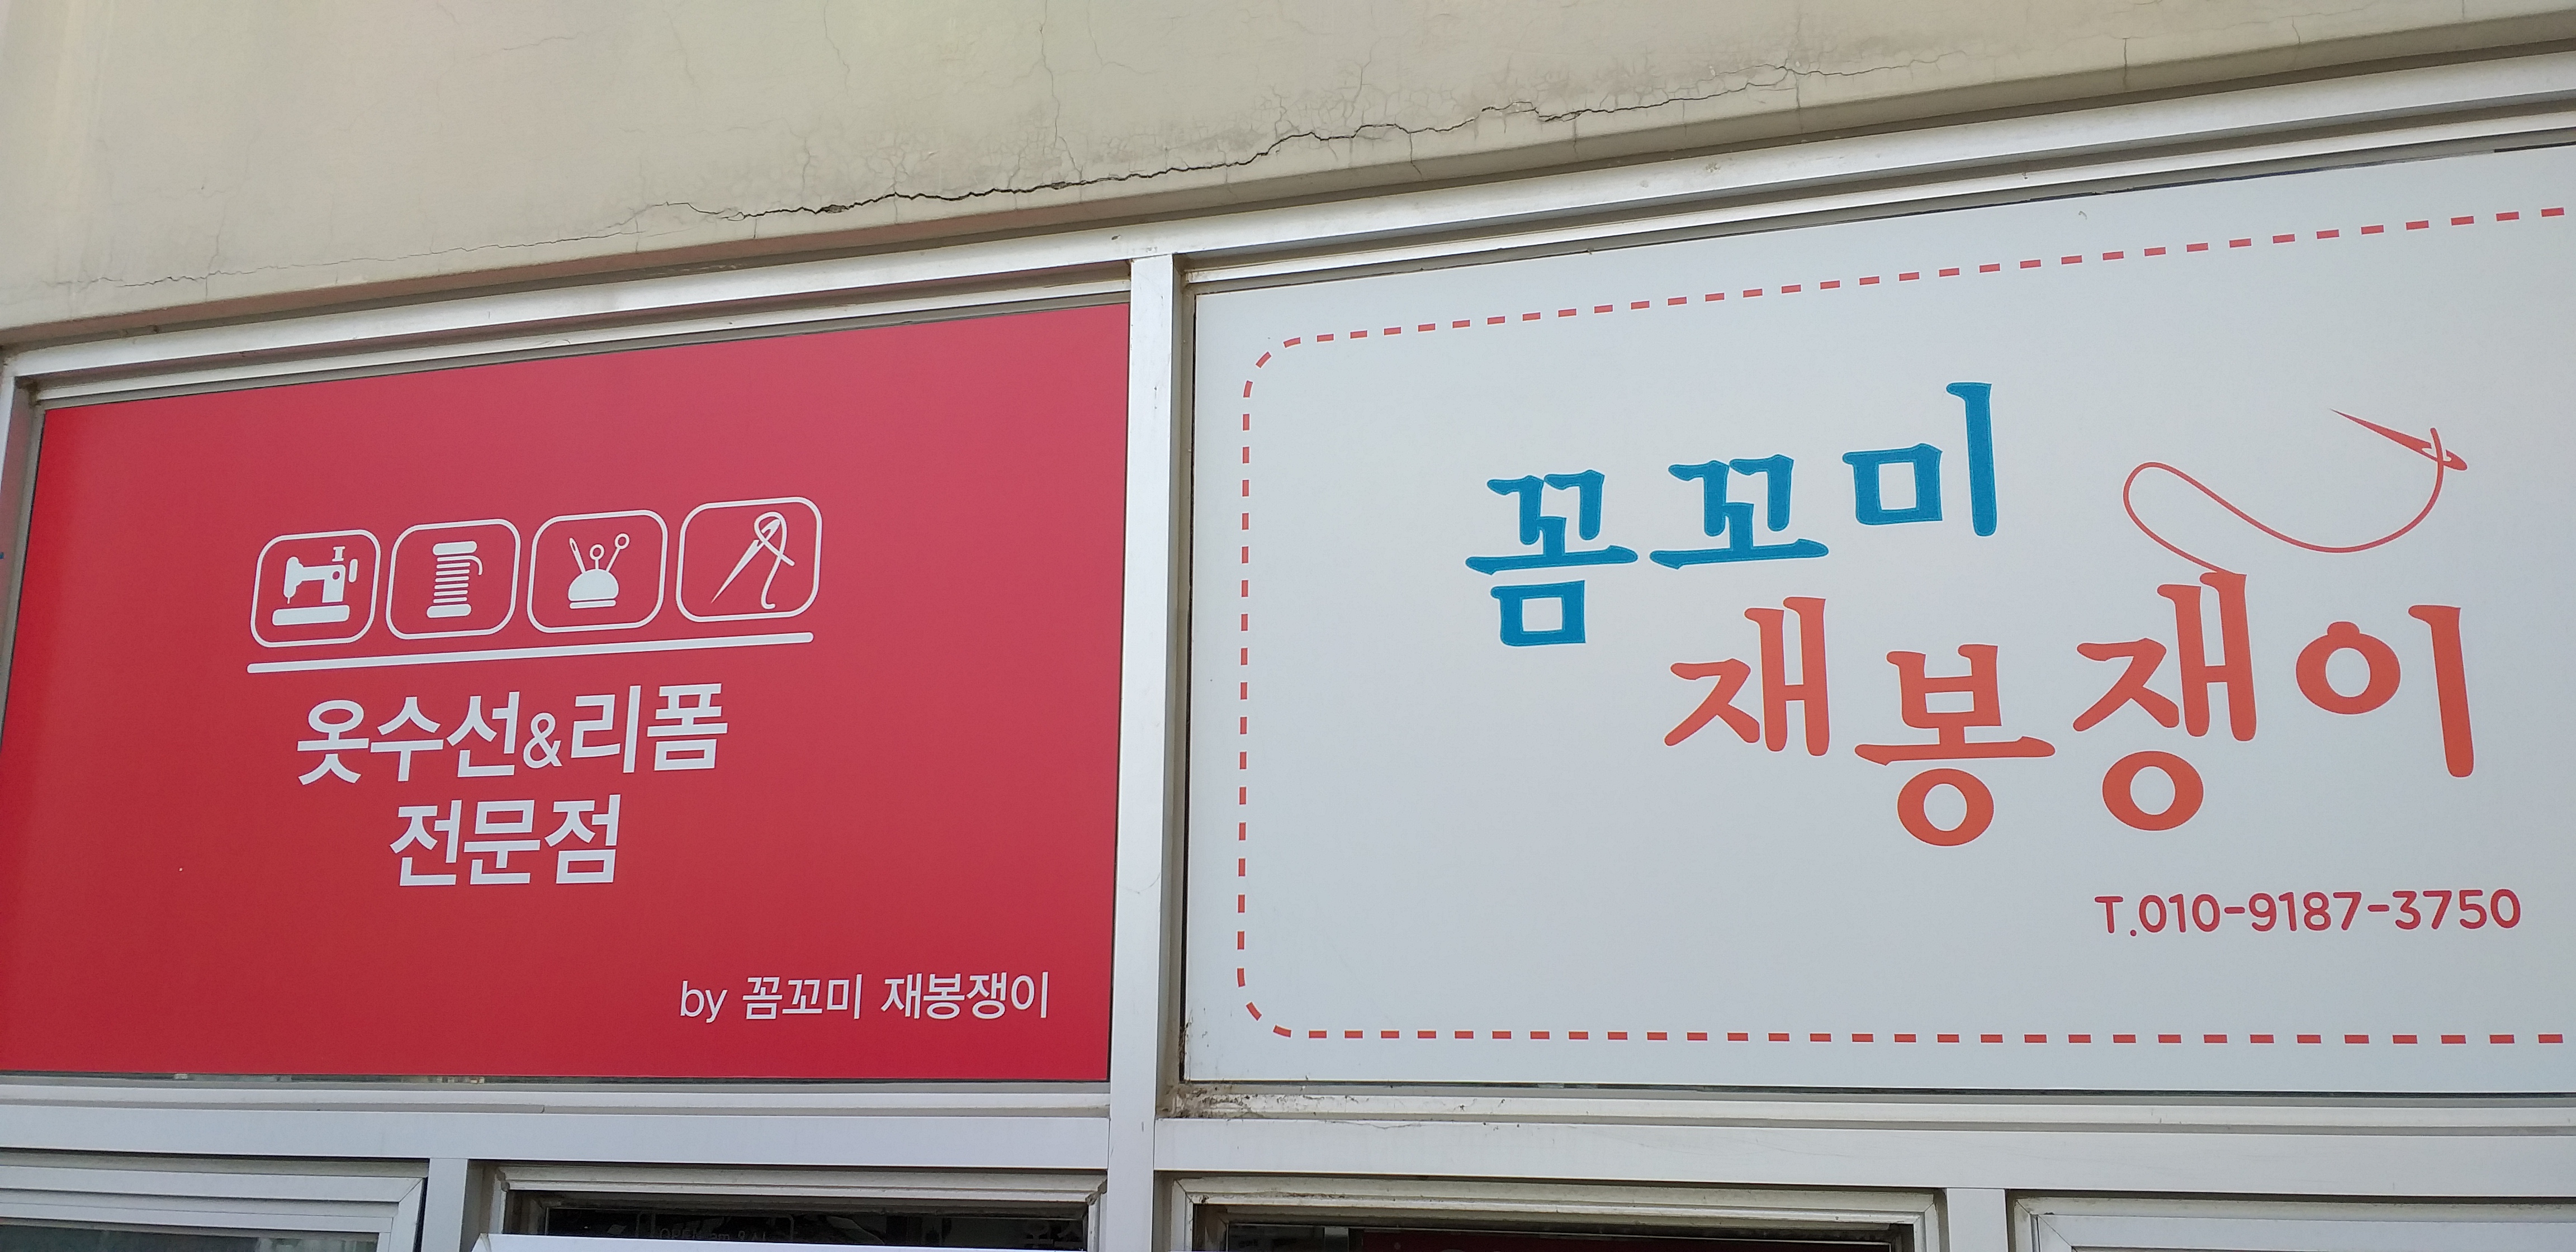 옷수선&리폼
전문점
by 꼼꼬미 재봉쟁이
꼼꼬미
재봉쟁이
T.010-9187-3750